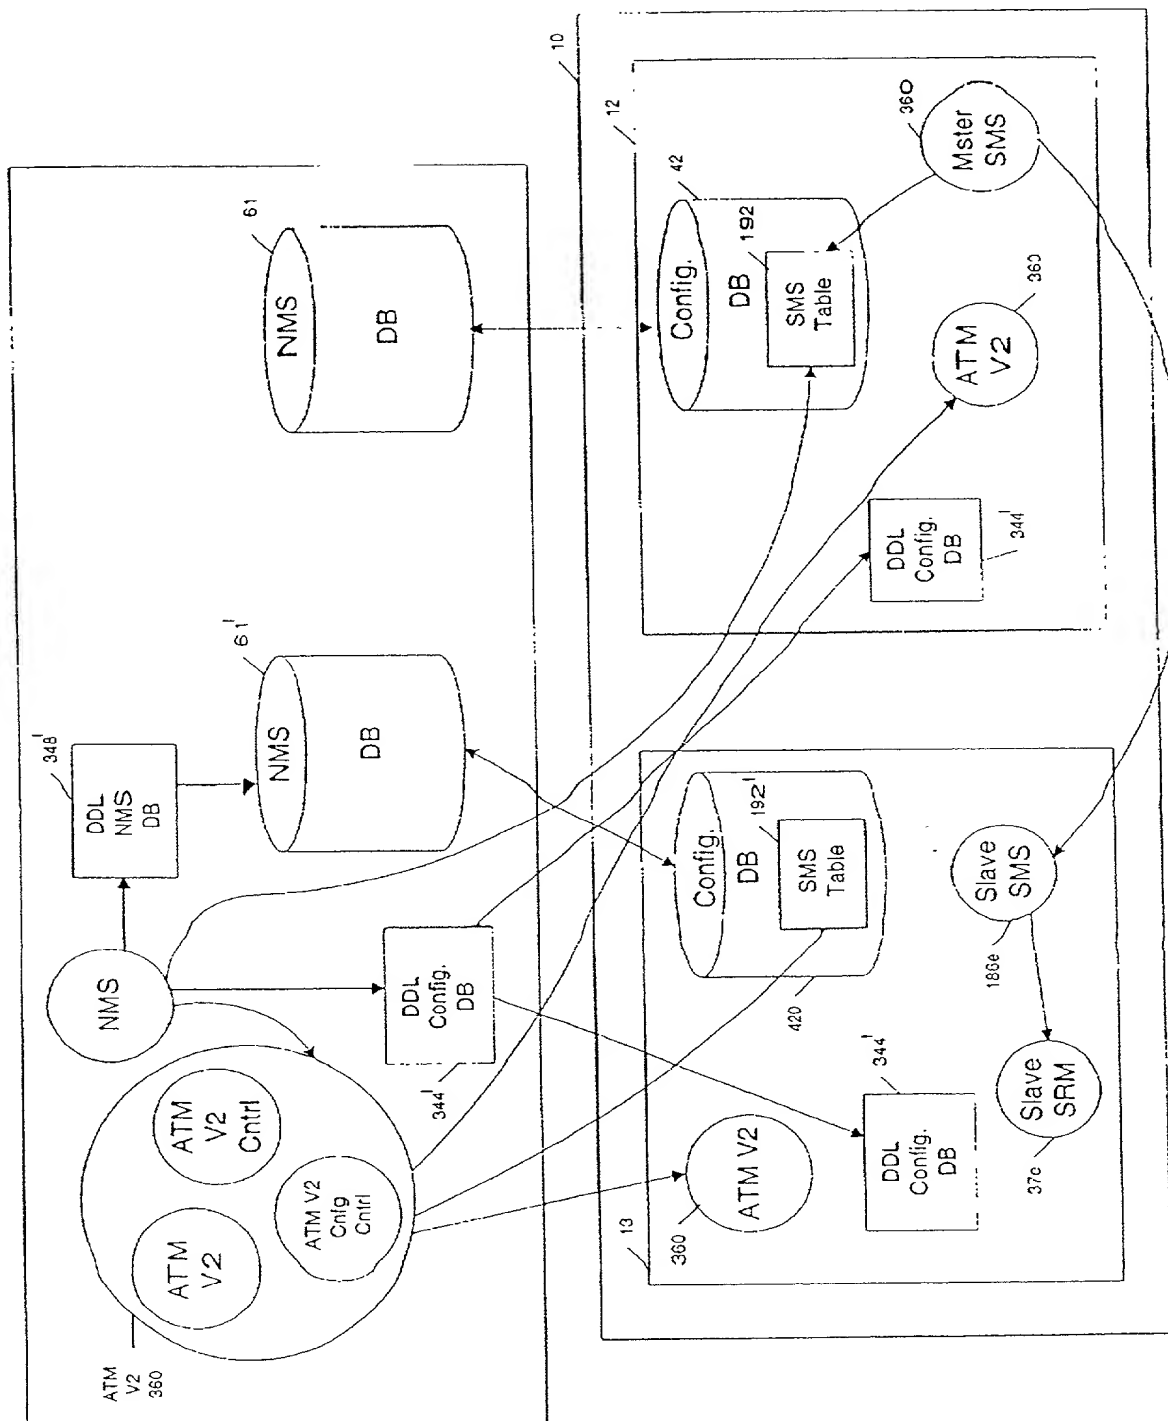 ATM
V2
360
ATM
V2
ATM
V2
Cntrl
ATM V2
Cnfg
Cntrl
NMS
DDL
NMS
DB
348'
DDL
Config.
DB
344'
NMS
DB
61'
NMS
DB
61
10
13
360
ATM V2
DDL
Config.
DB
344'
Slave
SRM
37c
Slave
SMS
186e
Config.
DB
192'
SMS
Table
420
12
DDL
Config.
DB
344'
Config.
DB
192
SMS
Table
42
ATM
V2
360
Mster
SMS
360